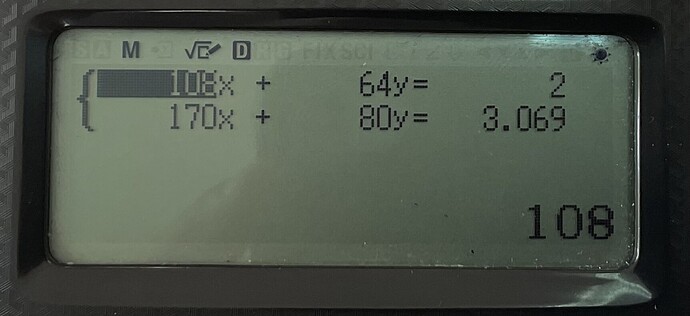 M √ D
108x + 64y= 2
170x + 80y= 3.069
108